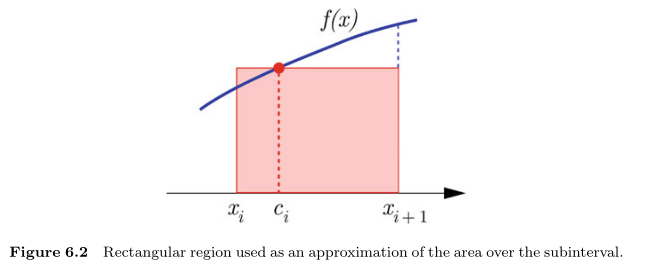 f(x)
x_i c_i x_{i+1}
Figure 6.2 Rectangular region used as an approximation of the area over the subinterval.